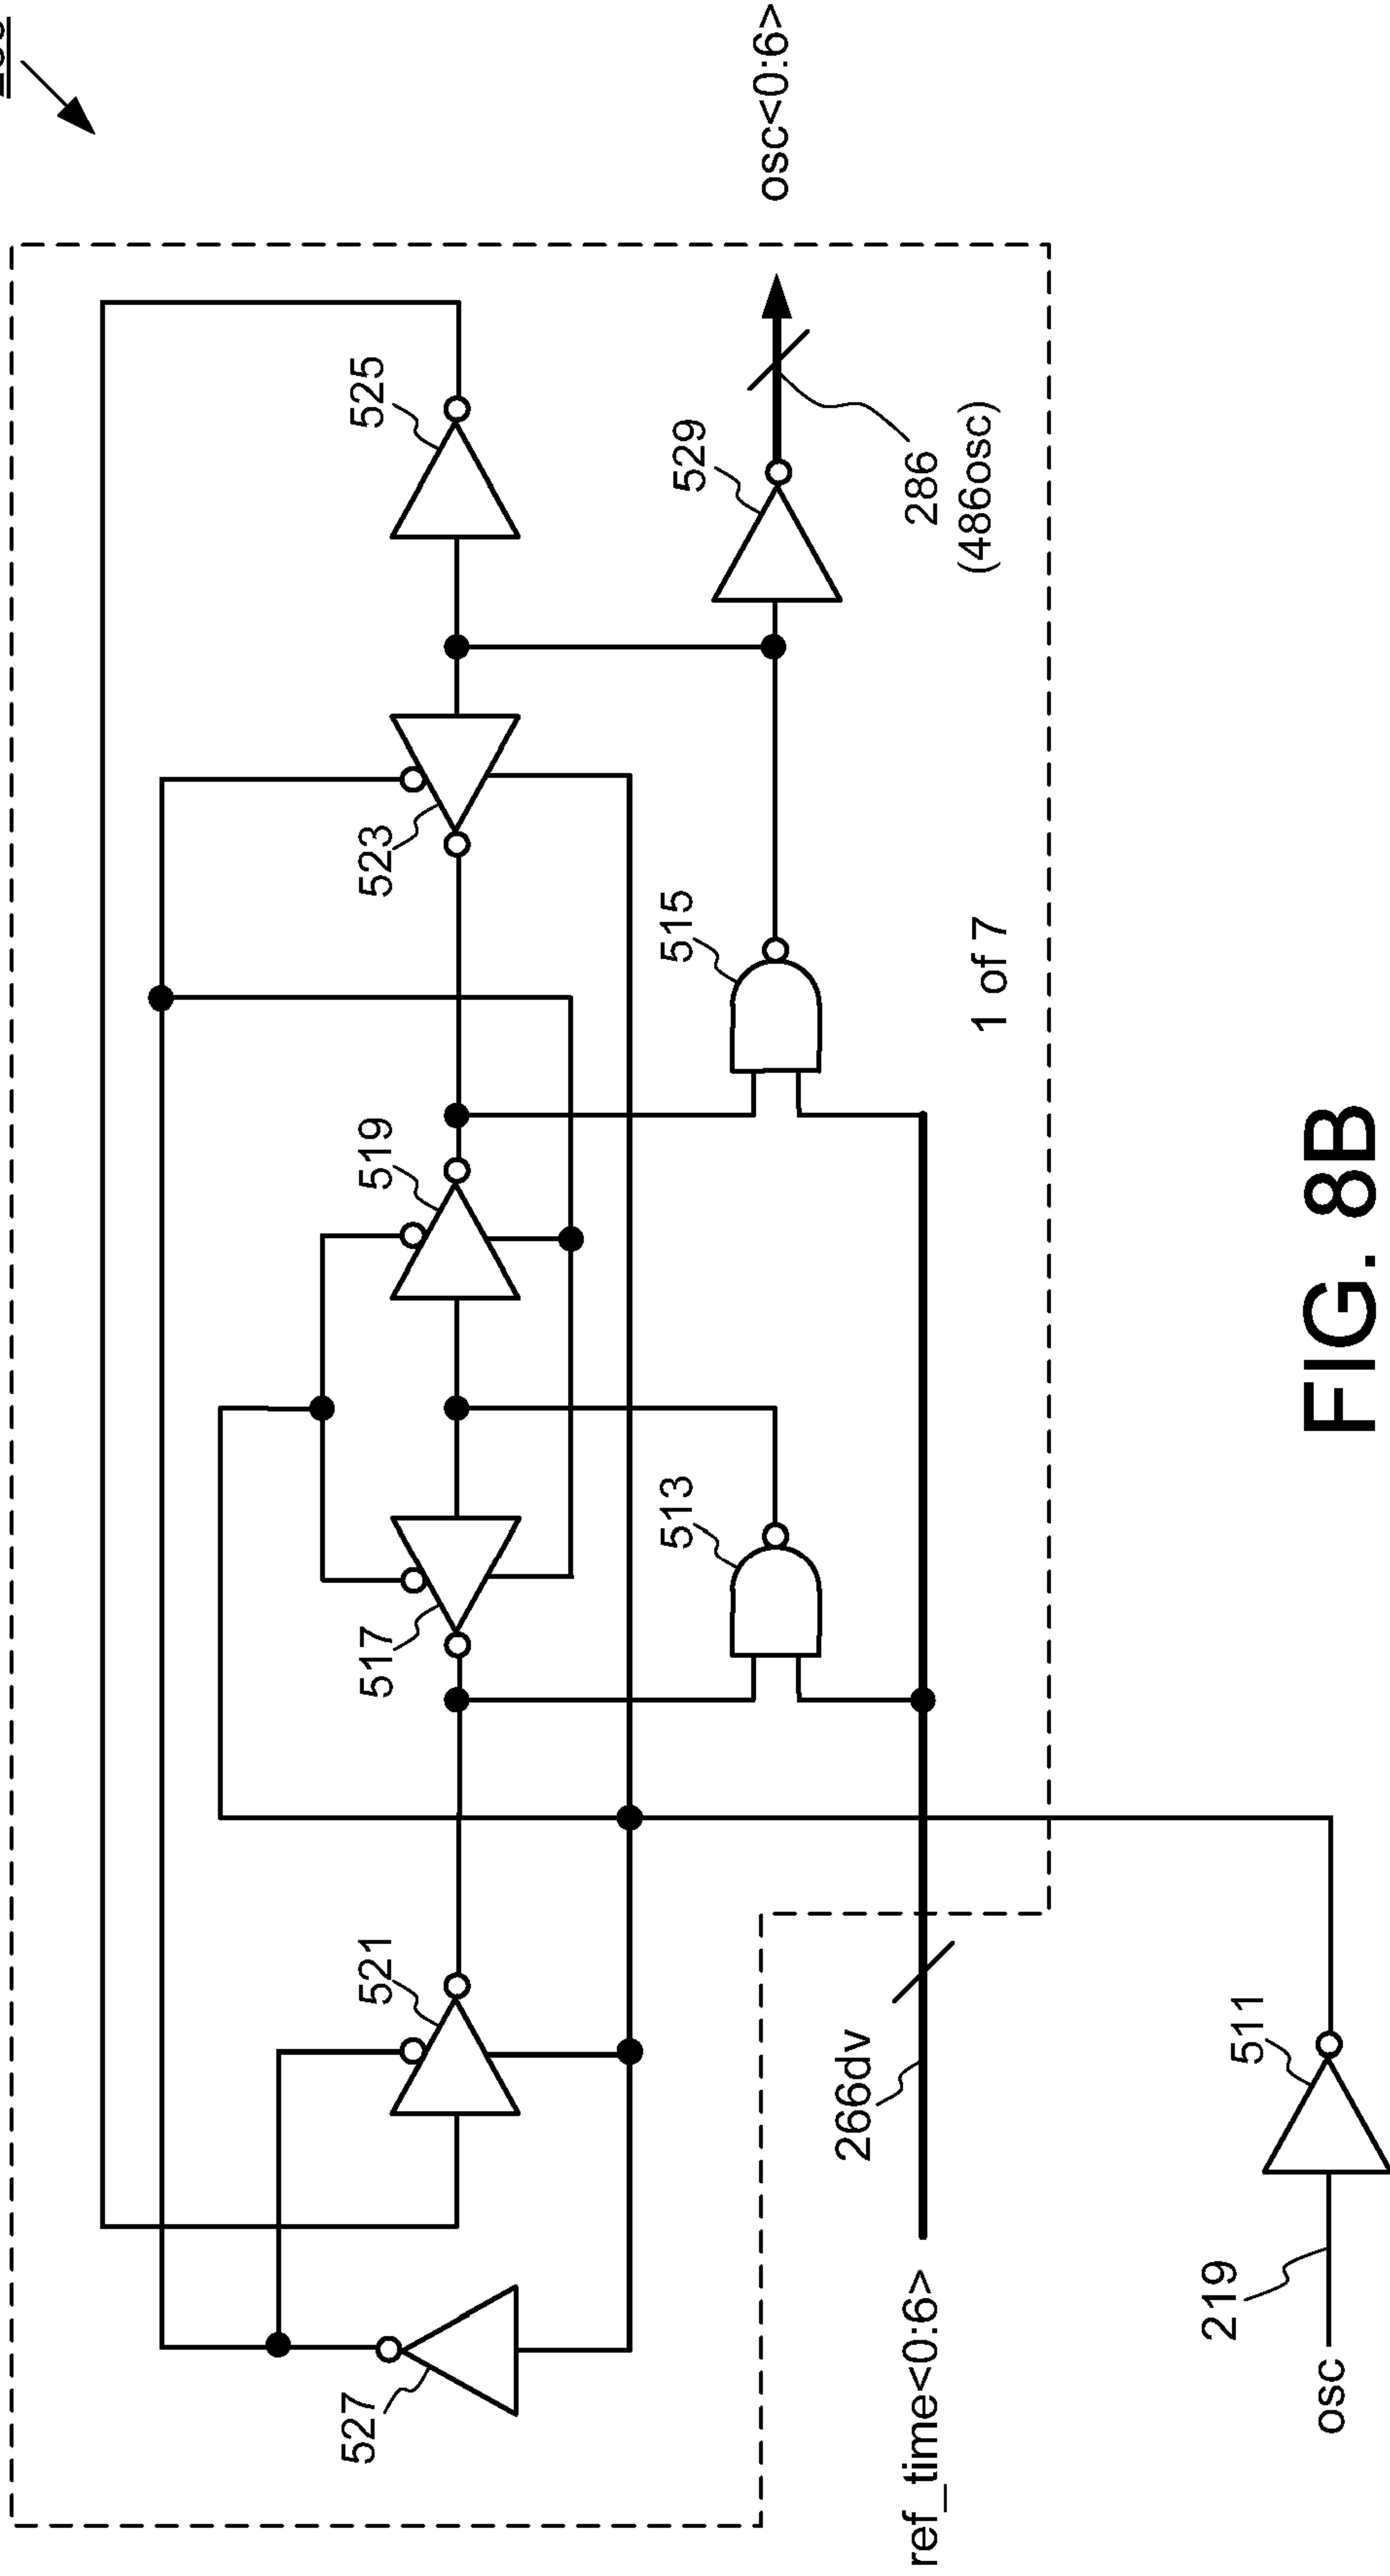 osc<0:6>
525
523
519
517
521
527
529
286
(486osc)
515
513
1 of 7
266dv
ref_time<0:6>
511
219
osc
FIG. 8B